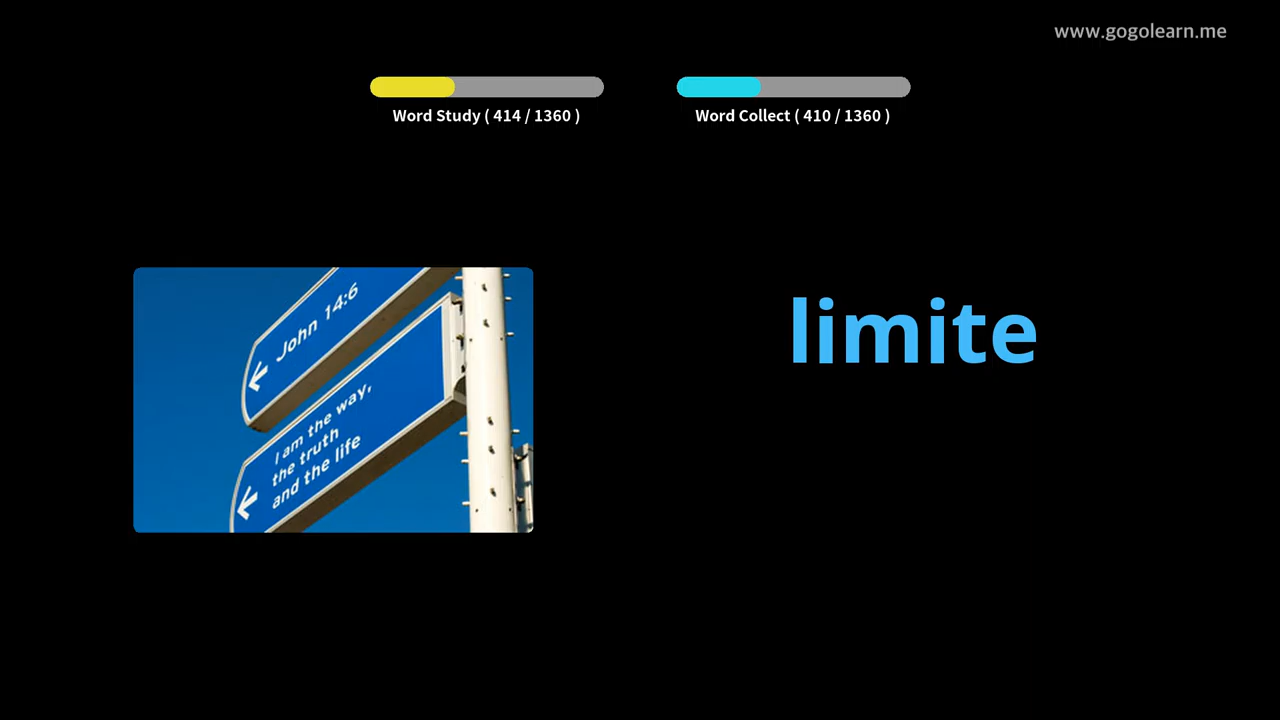 www.gogolearn.me
Word Study ( 414 / 1360 )
Word Collect ( 410 / 1360 )
John 14:6
I am the way,
the truth
and the life
limite